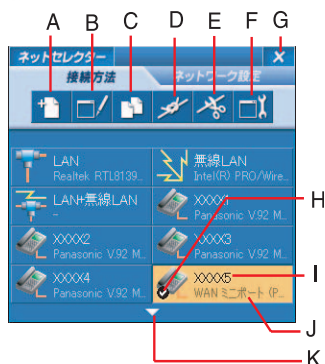 A B C D E F G
ネットセレクター
接続方法 ネットワーク設定
LAN
Realtek RTL8139...
無線LAN
Intel(R) PRO/Wire...
LAN+無線LAN
--
XXXX1
Panasonic V.92 M...
XXXX2
Panasonic V.92 M...
XXXX3
Panasonic V.92 M...
XXXX4
Panasonic V.92 M...
XXXX5
WAN ミニポート (P...
H
I
J
K